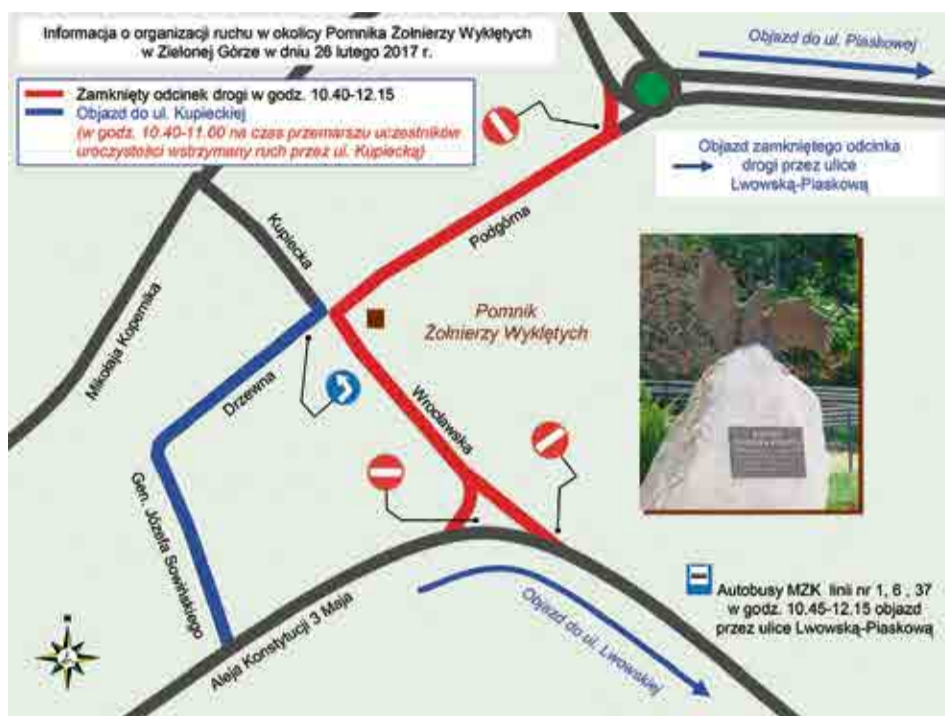 Informacja o organizacji ruchu w okolicy Pomnika Żołnierzy Wyklętych
w Zielonej Górze w dniu 26 lutego 2017 r.
Zamknięty odcinek drogi w godz. 10.40-12.15
Objazd do ul. Kupieckiej
(w godz. 10.40-11.00 na czas przemarszu uczestników
uroczystości wstrzymany ruch przez ul. Kupiecką)
Objazd do ul. Piaskowej
Objazd zamkniętego odcinka
drogi przez ulice
Lwowską-Piaskową
Kupiecka
Podgórna
Mikołaja Kopernika
Pomnik
Żołnierzy Wyklętych
Drzewna
Wrocławska
Gen. Józefa Sowińskiego
Aleja Konstytucji 3 Maja
Objazd do ul. Lwowskiej
Autobusy MZK linii nr 1, 6 , 37
w godz. 10.45-12.15 objazd
przez ulice Lwowską-Piaskową